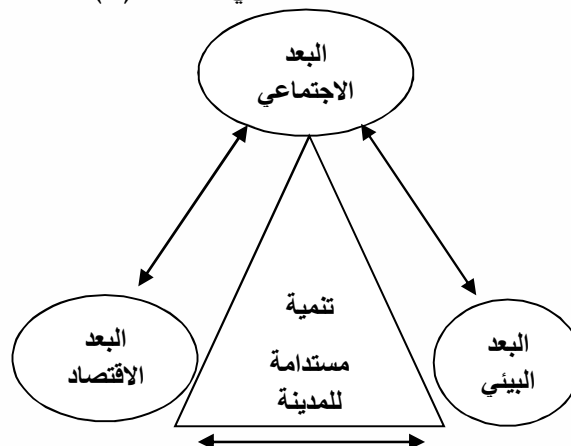 البعد
الاجتماعي
تنمية
مستدامة
للمدينة
البعد
البيئي
البعد
الاقتصاد